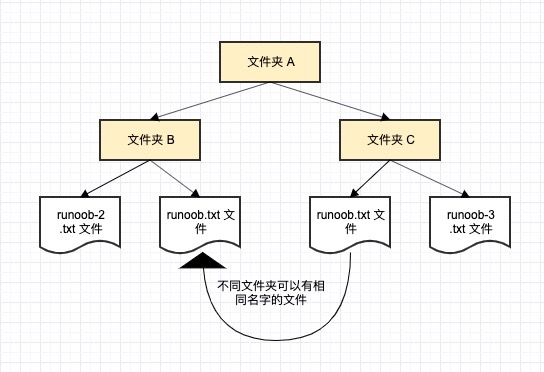 文件夹 A
文件夹 B
文件夹 C
runoob-2
.txt 文件
runoob.txt 文
件
runoob.txt 文
件
runoob-3
.txt 文件
不同文件夹可以有相
同名字的文件